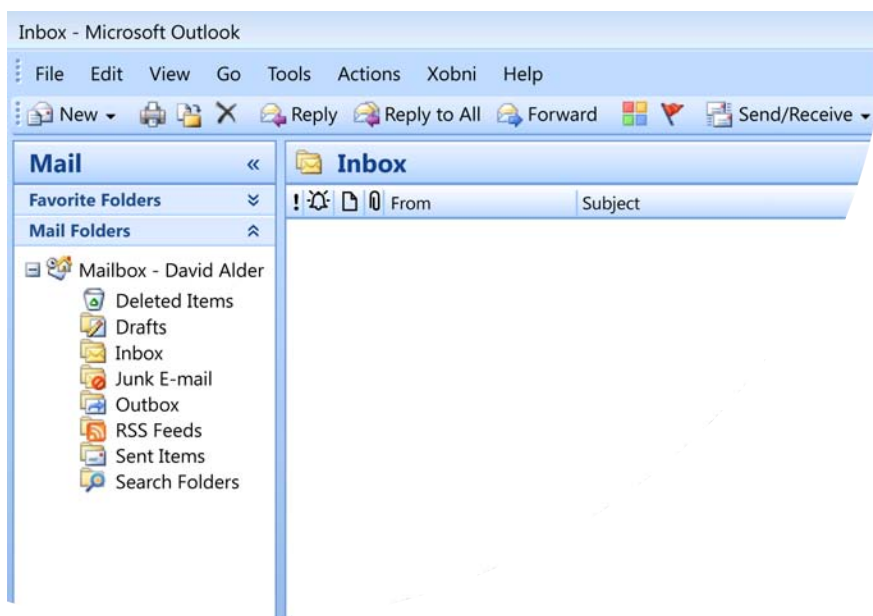 Inbox - Microsoft Outlook
File Edit View Go Tools Actions Xobni Help
New Reply Reply to All Forward Send/Receive
Mail «
Inbox
Favorite Folders
! From Subject
Mail Folders
Mailbox - David Alder
Deleted Items
Drafts
Inbox
Junk E-mail
Outbox
RSS Feeds
Sent Items
Search Folders